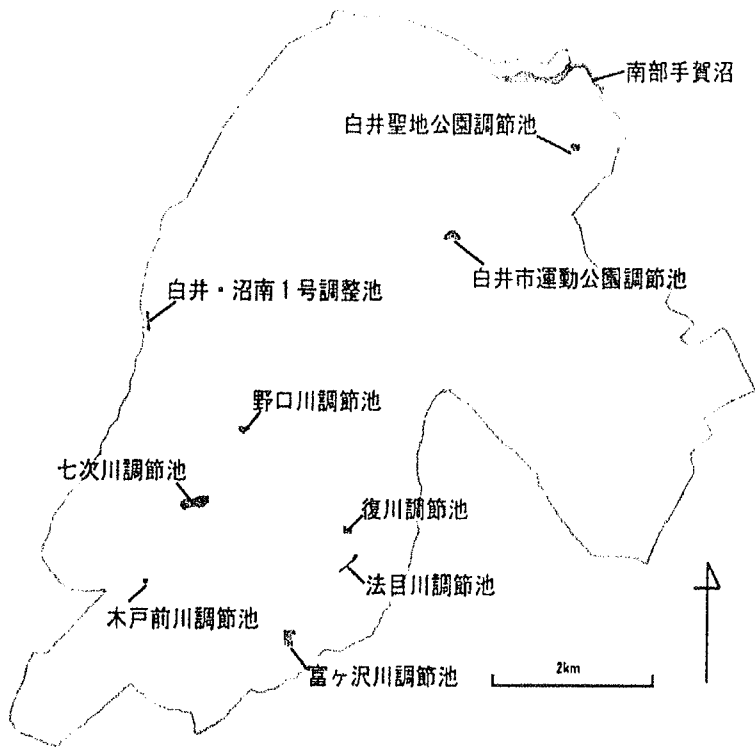 南部手賀沼
白井聖地公園調節池
白井市運動公園調節池
白井・沼南1号調整池
野口川調節池
七次川調節池
復川調節池
法目川調節池
木戸前川調節池
富ヶ沢川調節池
2km